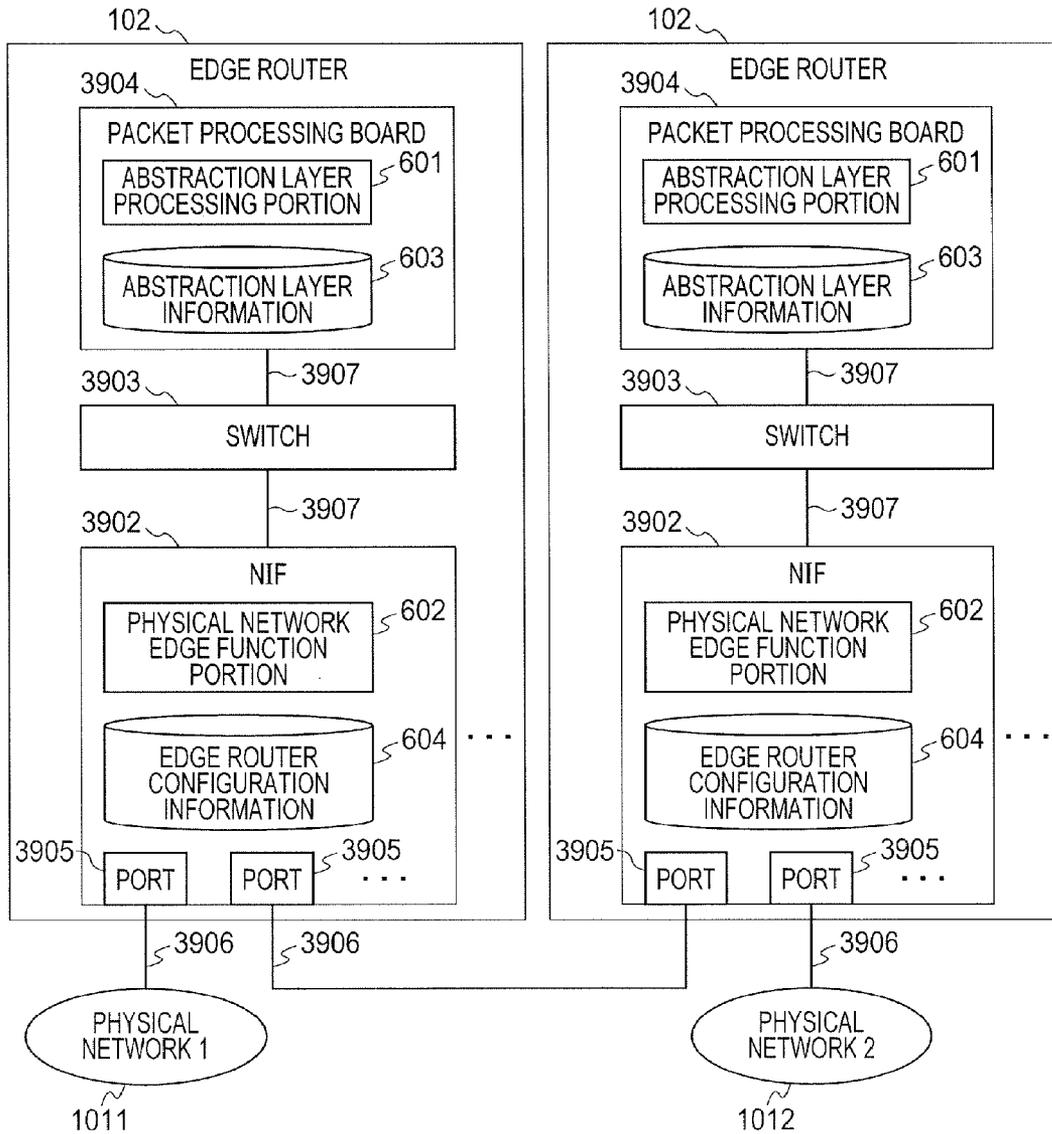 102
EDGE ROUTER
3904
PACKET PROCESSING BOARD
ABSTRACTION LAYER
PROCESSING PORTION
601
ABSTRACTION LAYER
INFORMATION
603
3907
3903
SWITCH
3907
3902
NIF
PHYSICAL NETWORK
EDGE FUNCTION
PORTION
602
EDGE ROUTER
CONFIGURATION
INFORMATION
604
...
3905
PORT
PORT
3905
...
3906
3906
PHYSICAL
NETWORK 1
1011
102
EDGE ROUTER
3904
PACKET PROCESSING BOARD
ABSTRACTION LAYER
PROCESSING PORTION
601
ABSTRACTION LAYER
INFORMATION
603
3907
3903
SWITCH
3907
3902
NIF
PHYSICAL NETWORK
EDGE FUNCTION
PORTION
602
EDGE ROUTER
CONFIGURATION
INFORMATION
604
...
3905
PORT
PORT
3905
...
3906
PHYSICAL
NETWORK 2
1012